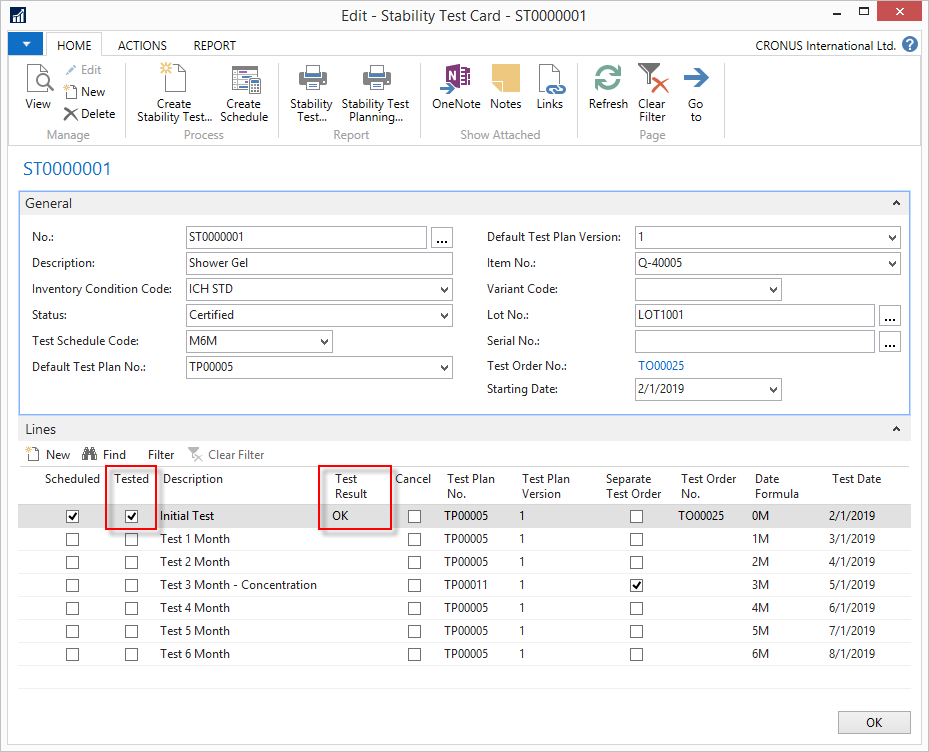 Edit - Stability Test Card - ST0000001
HOME ACTIONS REPORT CRONUS International Ltd. ?
View
Edit
New
Delete
Manage
Create Stability Test...
Create Schedule
Process
Stability Test...
Stability Test Planning...
Report
OneNote
Notes
Links
Show Attached
Refresh
Clear Filter
Go to
Page
ST0000001
General
No.: ST0000001 ...
Description: Shower Gel
Inventory Condition Code: ICH STD
Status: Certified
Test Schedule Code: M6M
Default Test Plan No.: TP00005
Default Test Plan Version: 1
Item No.: Q-40005
Variant Code:
Lot No.: LOT1001 ...
Serial No.: ...
Test Order No.: TO00025
Starting Date: 2/1/2019
Lines
New Find Filter Clear Filter
Scheduled Tested Description Test Result Cancel Test Plan No. Test Plan Version Separate Test Order Test Order No. Date Formula Test Date
Initial Test OK TP00005 1 TO00025 0M 2/1/2019
Test 1 Month TP00005 1 1M 3/1/2019
Test 2 Month TP00005 1 2M 4/1/2019
Test 3 Month - Concentration TP00011 1 3M 5/1/2019
Test 4 Month TP00005 1 4M 6/1/2019
Test 5 Month TP00005 1 5M 7/1/2019
Test 6 Month TP00005 1 6M 8/1/2019
OK